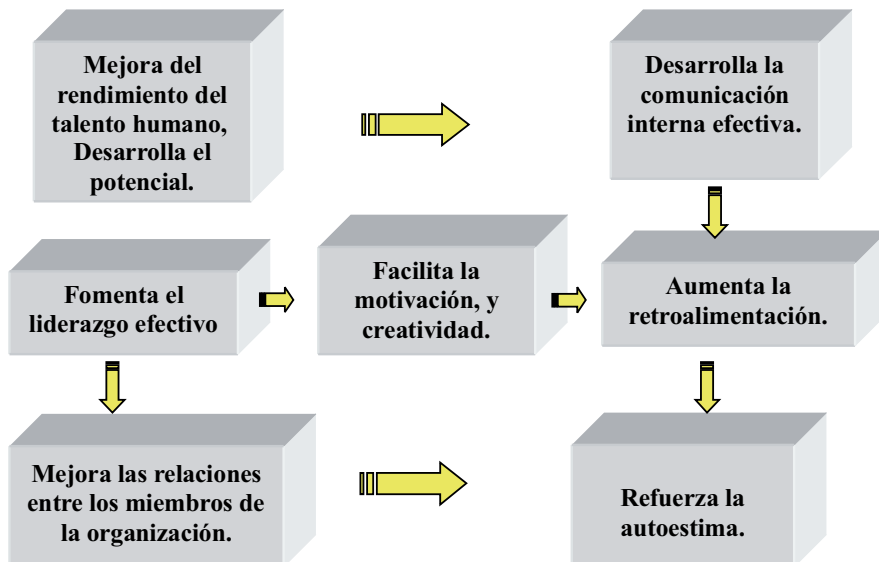 Mejora del
rendimiento del
talento humano,
Desarrolla el
potencial.
Desarrolla la
comunicación
interna efectiva.
Fomenta el
liderazgo efectivo
Facilita la
motivación, y
creatividad.
Aumenta la
retroalimentación.
Mejora las relaciones
entre los miembros de
la organización.
Refuerza la
autoestima.